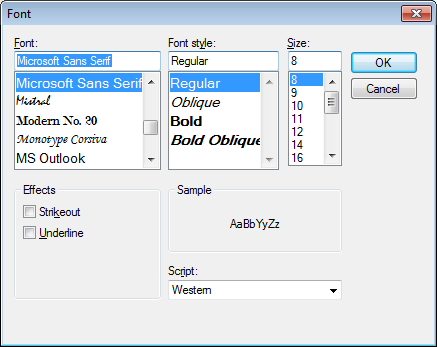 Font
Font:
Font style:
Size:
Microsoft Sans Serif
Regular
8
OK
Microsoft Sans Serif
Mistral
Modern No. 20
Monotype Corsiva
MS Outlook
Regular
Oblique
Bold
Bold Oblique
8
9
10
11
12
14
16
Cancel
Effects
Strikeout
Underline
Sample
AaBbYyZz
Script:
Western